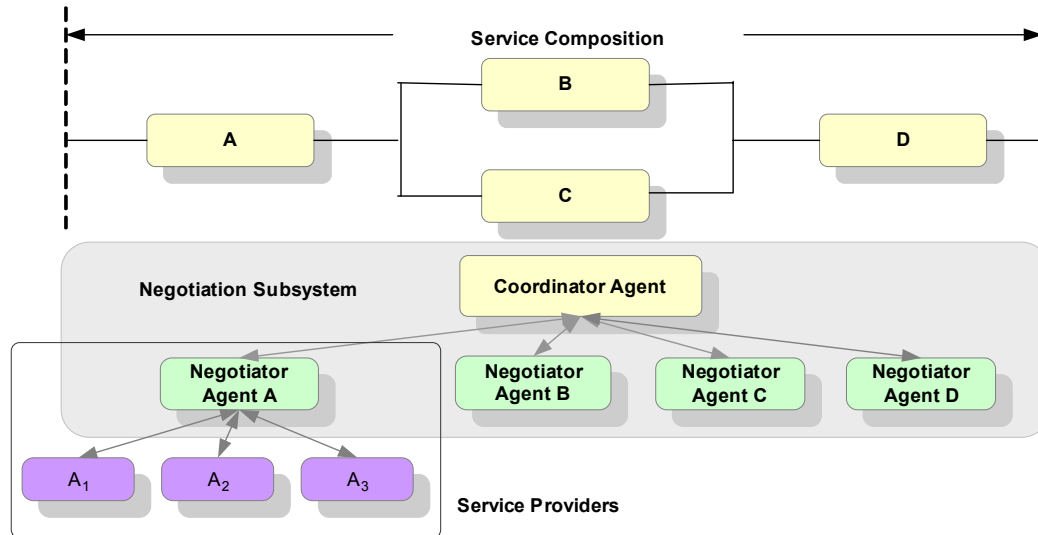 Service Composition
B
A
D
C
Coordinator Agent
Negotiation Subsystem
Negotiator
Agent A
Negotiator
Agent B
Negotiator
Agent C
Negotiator
Agent D
A₁
A₂
A₃
Service Providers